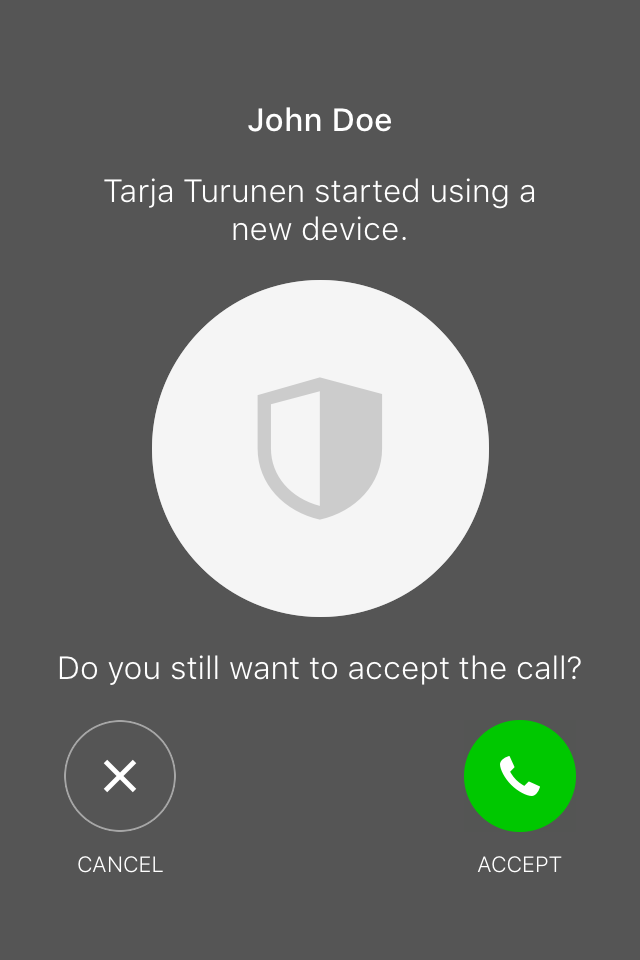 John Doe
Tarja Turunen started using a
new device.
Do you still want to accept the call?
CANCEL
ACCEPT